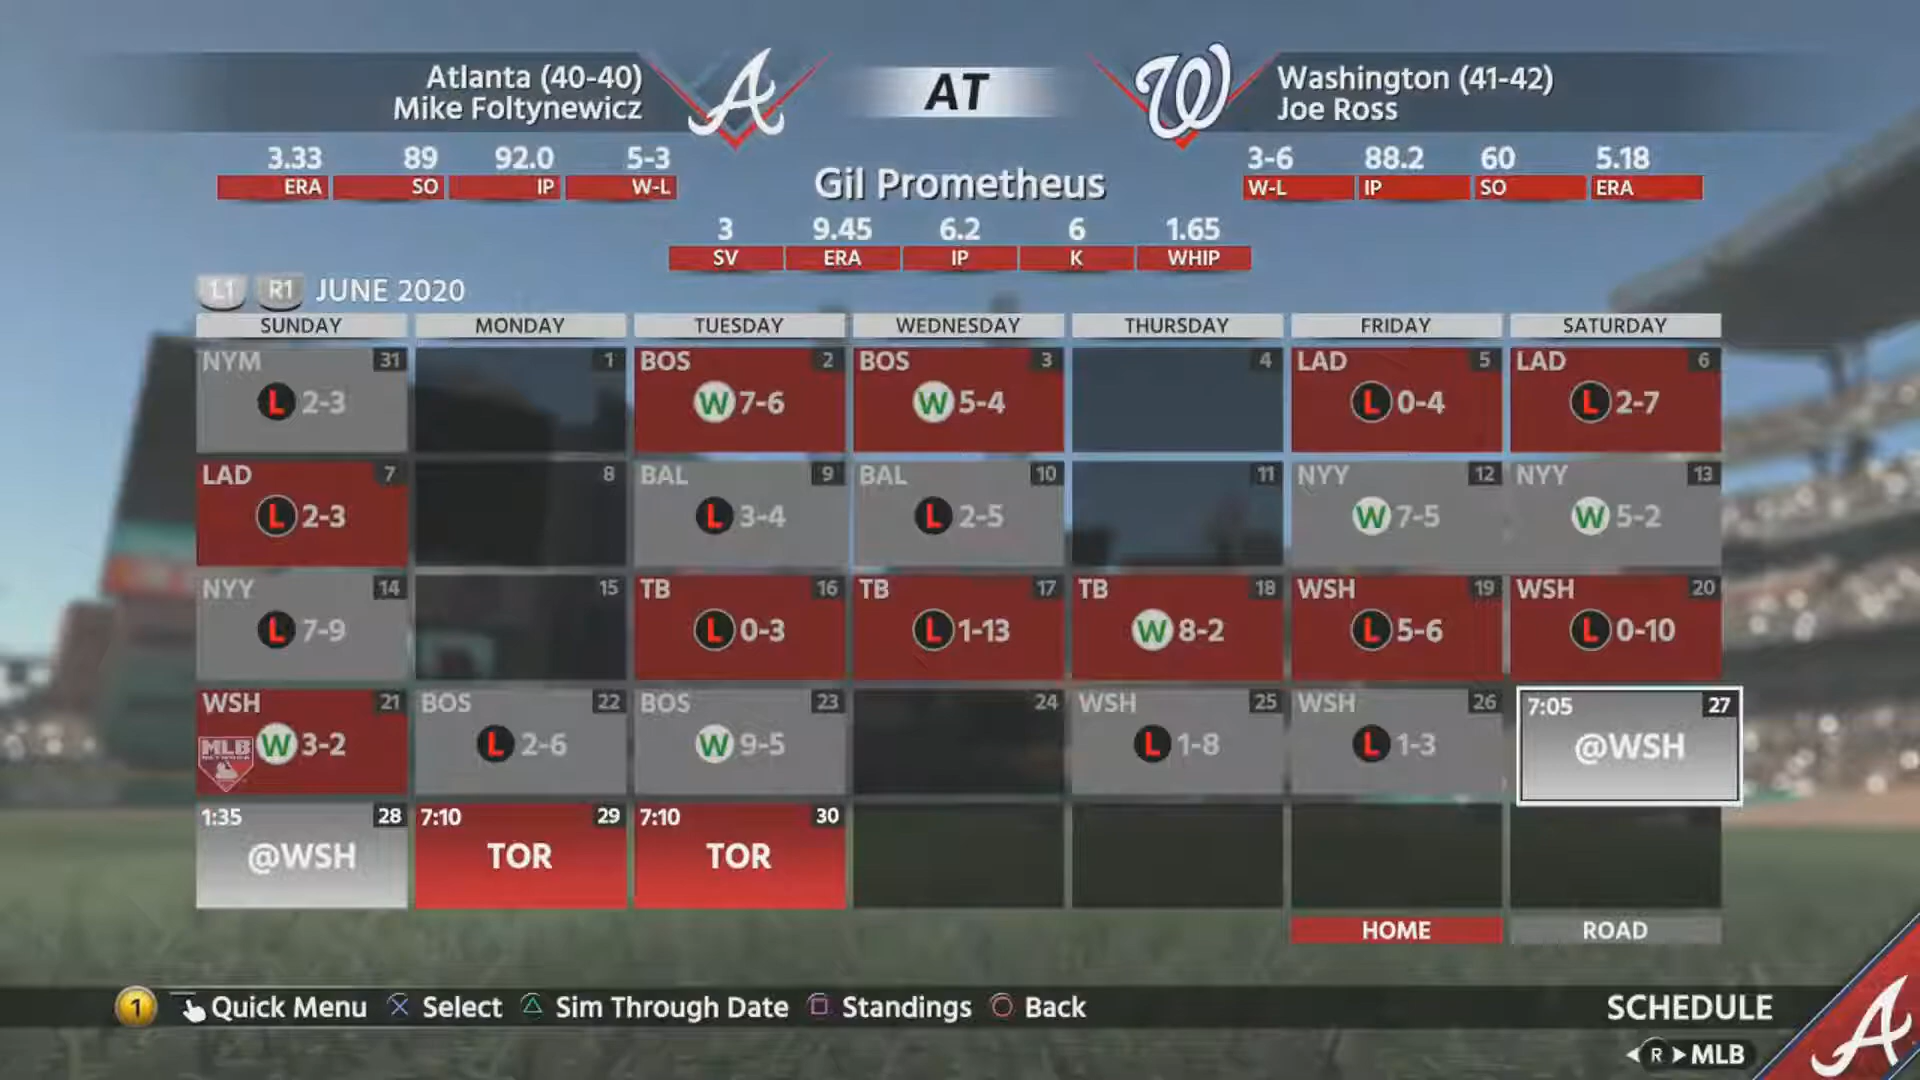 Atlanta (40-40)
Mike Foltynewicz
AT
Washington (41-42)
Joe Ross
3.33 89 92.0 5-3
ERA SO IP W-L
3-6 88.2 60 5.18
W-L IP SO ERA
Gil Prometheus
3 9.45 6.2 6 1.65
SV ERA IP K WHIP
L1 R1 JUNE 2020
SUNDAY MONDAY TUESDAY WEDNESDAY THURSDAY FRIDAY SATURDAY
NYM 31 1 BOS 2 BOS 3 4 LAD 5 LAD 6
L 2-3 W 7-6 W 5-4 L 0-4 L 2-7
LAD 7 8 BAL 9 BAL 10 11 NYY 12 NYY 13
L 2-3 L 3-4 L 2-5 W 7-5 W 5-2
NYY 14 15 TB 16 TB 17 TB 18 WSH 19 WSH 20
L 7-9 L 0-3 L 1-13 W 8-2 L 5-6 L 0-10
WSH 21 BOS 22 BOS 23 24 WSH 25 WSH 26 7:05 27
MLB NETWORK W 3-2 L 2-6 W 9-5 L 1-8 L 1-3 @WSH
1:35 28 7:10 29 7:10 30
@WSH TOR TOR
HOME ROAD
1 Quick Menu Select Sim Through Date Standings Back
SCHEDULE
R MLB